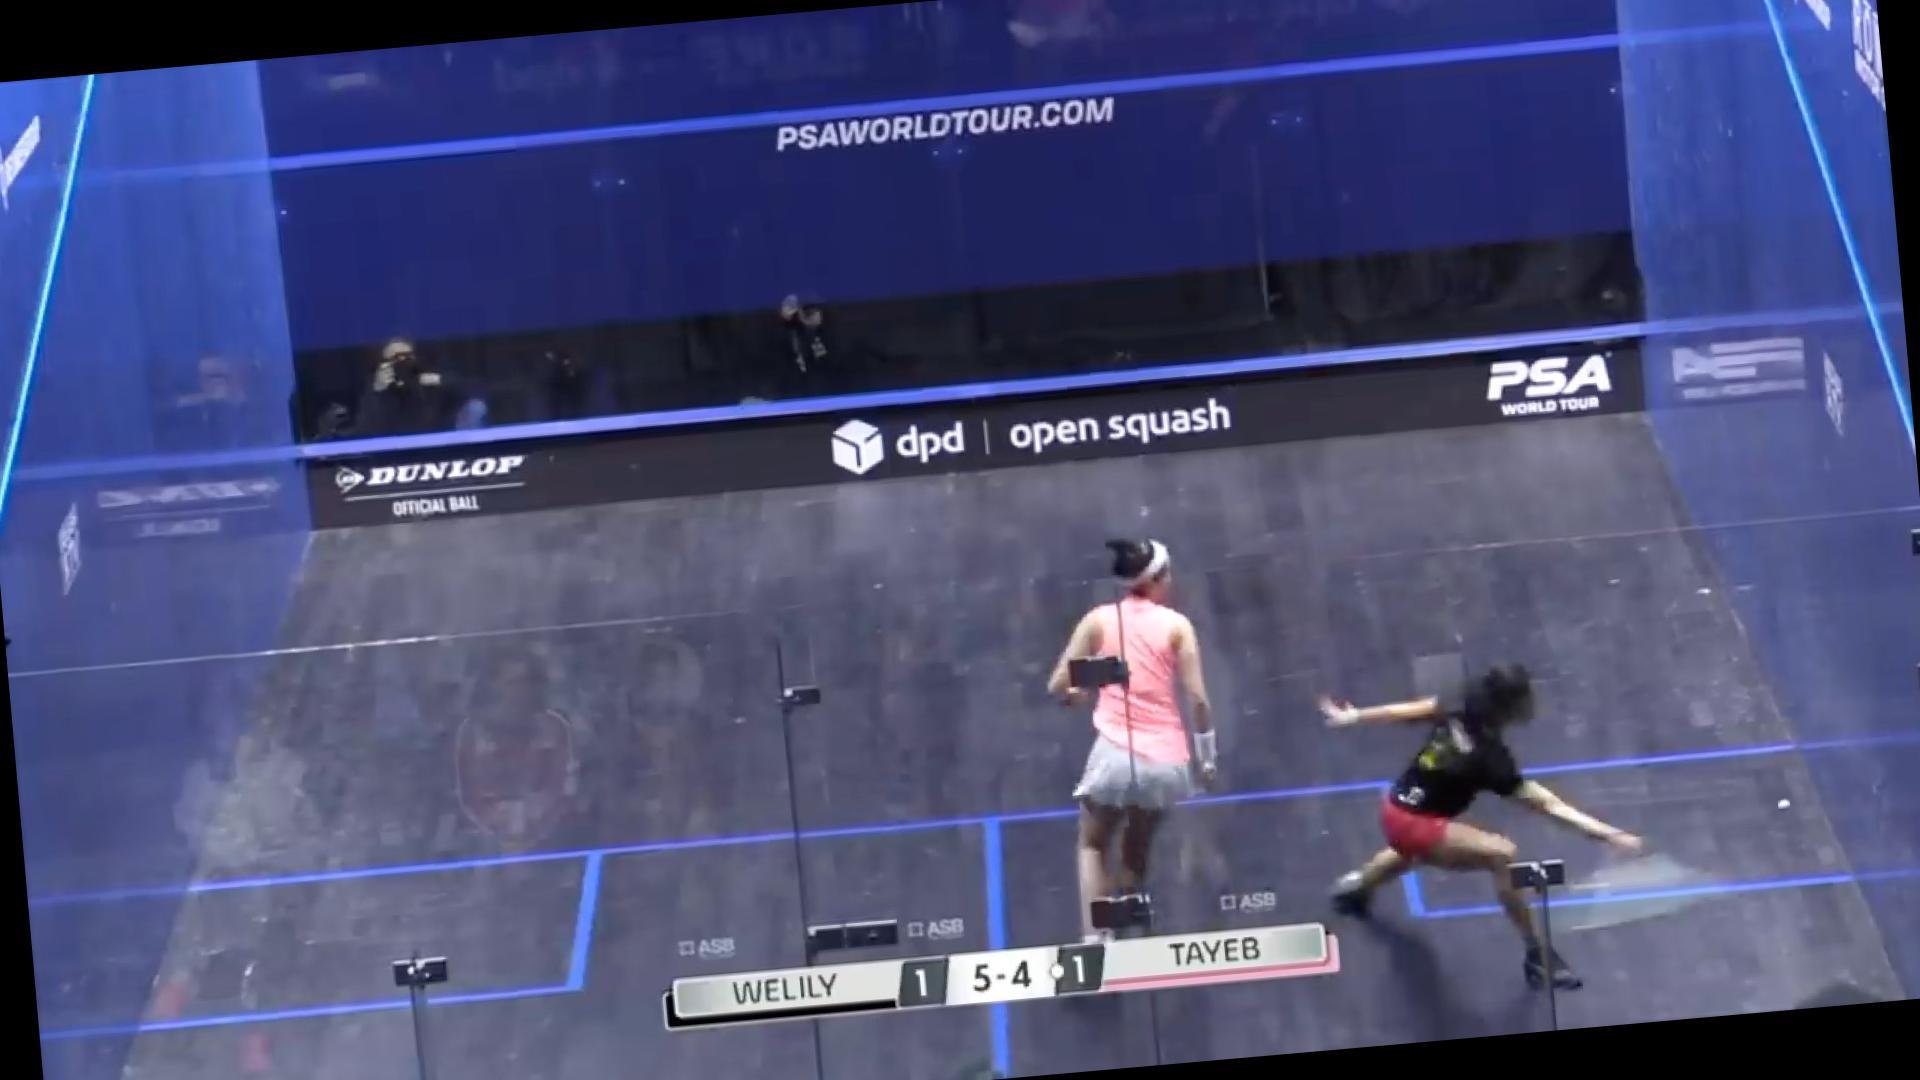 PSAWORLDTOUR.COM
PSA
WORLD TOUR
dpd | open squash
DUNLOP
OFFICIAL BALL
ASB
ASB
ASB
WELILY 1 5-4 1 TAYEB